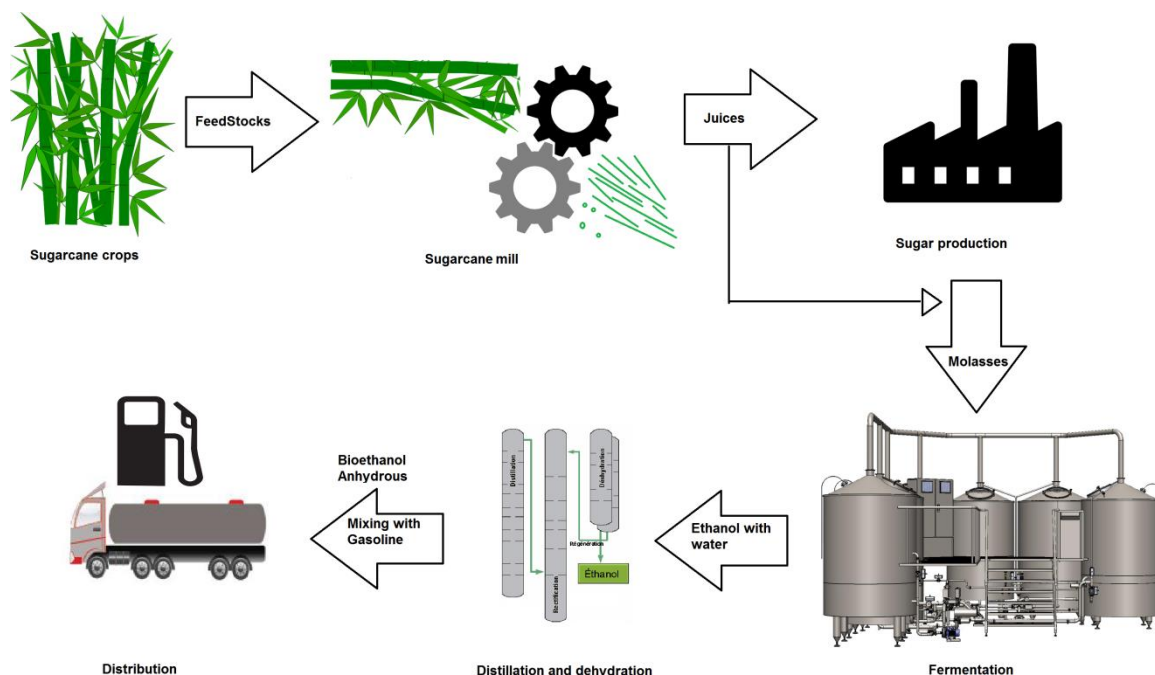 FeedStocks
Juices
Sugarcane crops
Sugarcane mill
Sugar production
Molasses
Bioethanol
Anhydrous
Mixing with
Gasoline
Distillation
Rectification
Déshydratation
Régénération
Éthanol
Ethanol with
water
Distribution
Distillation and dehydration
Fermentation